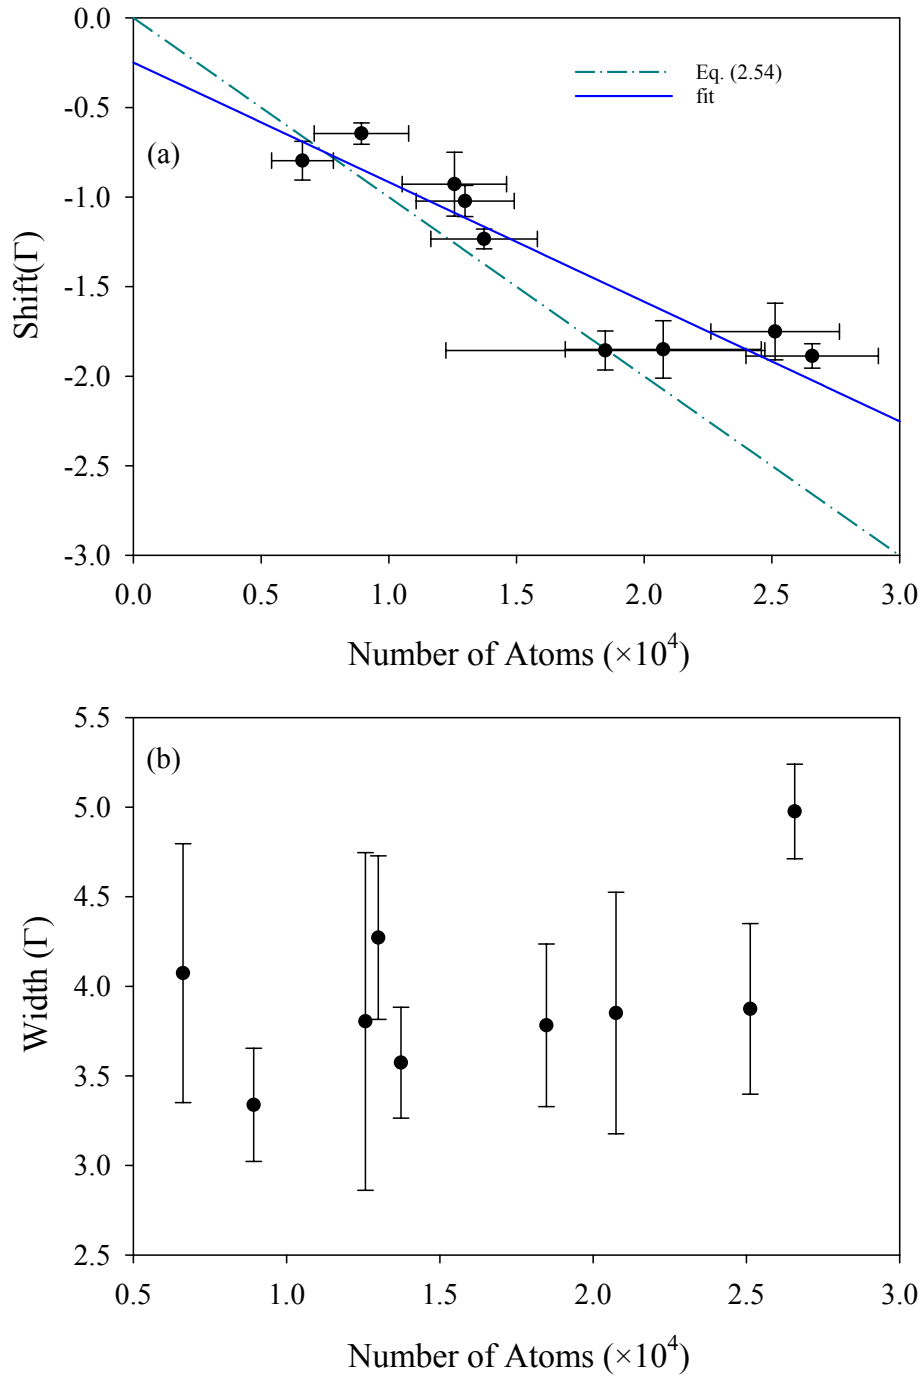 0.0
-0.5
-1.0
-1.5
-2.0
-2.5
-3.0
Shift(Γ)
(a)
Eq. (2.54)
fit
0.0 0.5 1.0 1.5 2.0 2.5 3.0
Number of Atoms (×10⁴)
5.5
5.0
4.5
4.0
3.5
3.0
2.5
Width (Γ)
(b)
0.5 1.0 1.5 2.0 2.5 3.0
Number of Atoms (×10⁴)